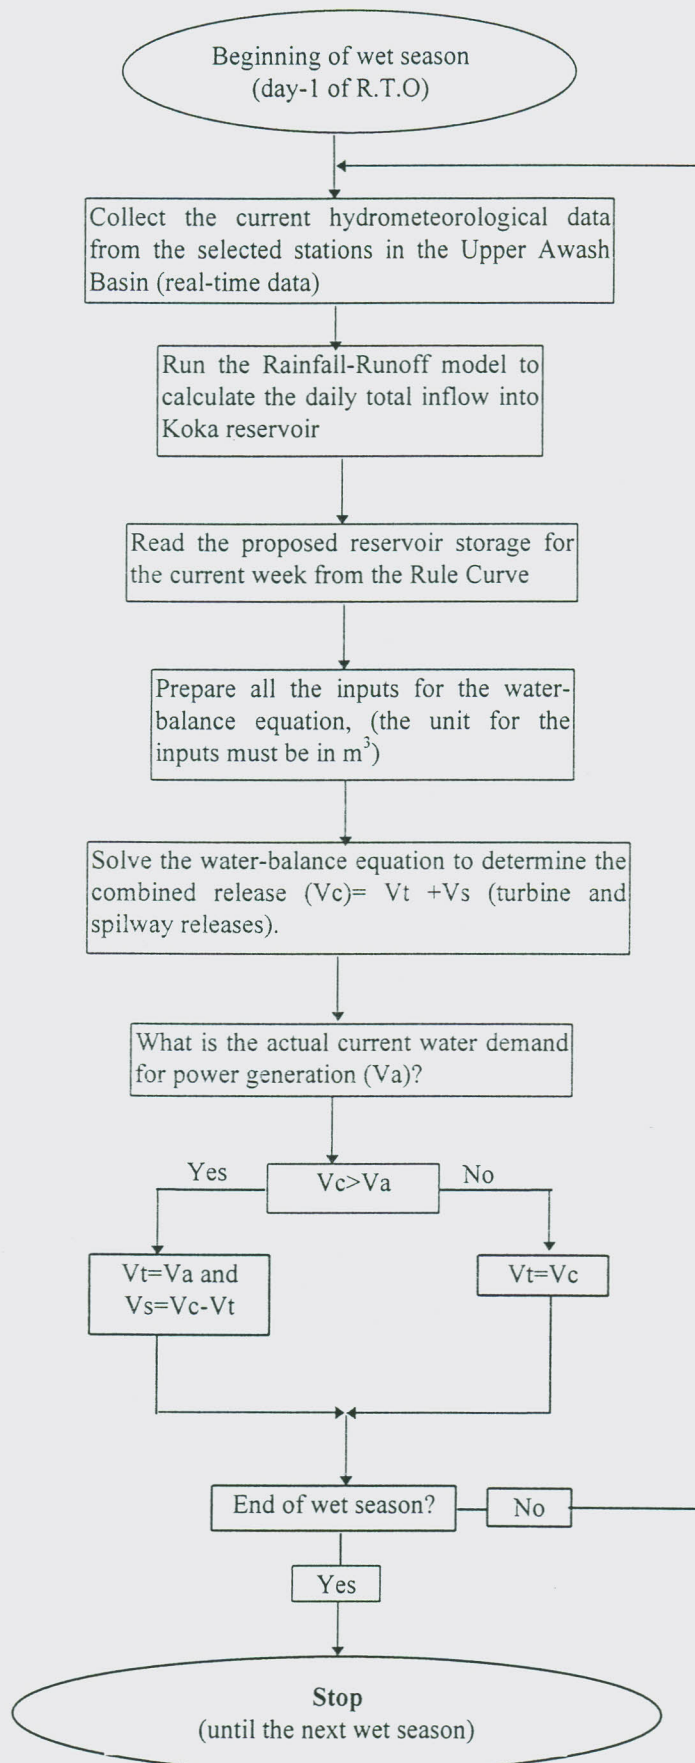 Beginning of wet season
(day-1 of R.T.O)
Collect the current hydrometeorological data
from the selected stations in the Upper Awash
Basin (real-time data)
Run the Rainfall-Runoff model to
calculate the daily total inflow into
Koka reservoir
Read the proposed reservoir storage for
the current week from the Rule Curve
Prepare all the inputs for the water-
balance equation, (the unit for the
inputs must be in m³)
Solve the water-balance equation to determine the
combined release (Vc)= Vt +Vs (turbine and
spilway releases).
What is the actual current water demand
for power generation (Va)?
Yes
Vc>Va
No
Vt=Va and
Vs=Vc-Vt
Vt=Vc
End of wet season?
No
Yes
Stop
(until the next wet season)